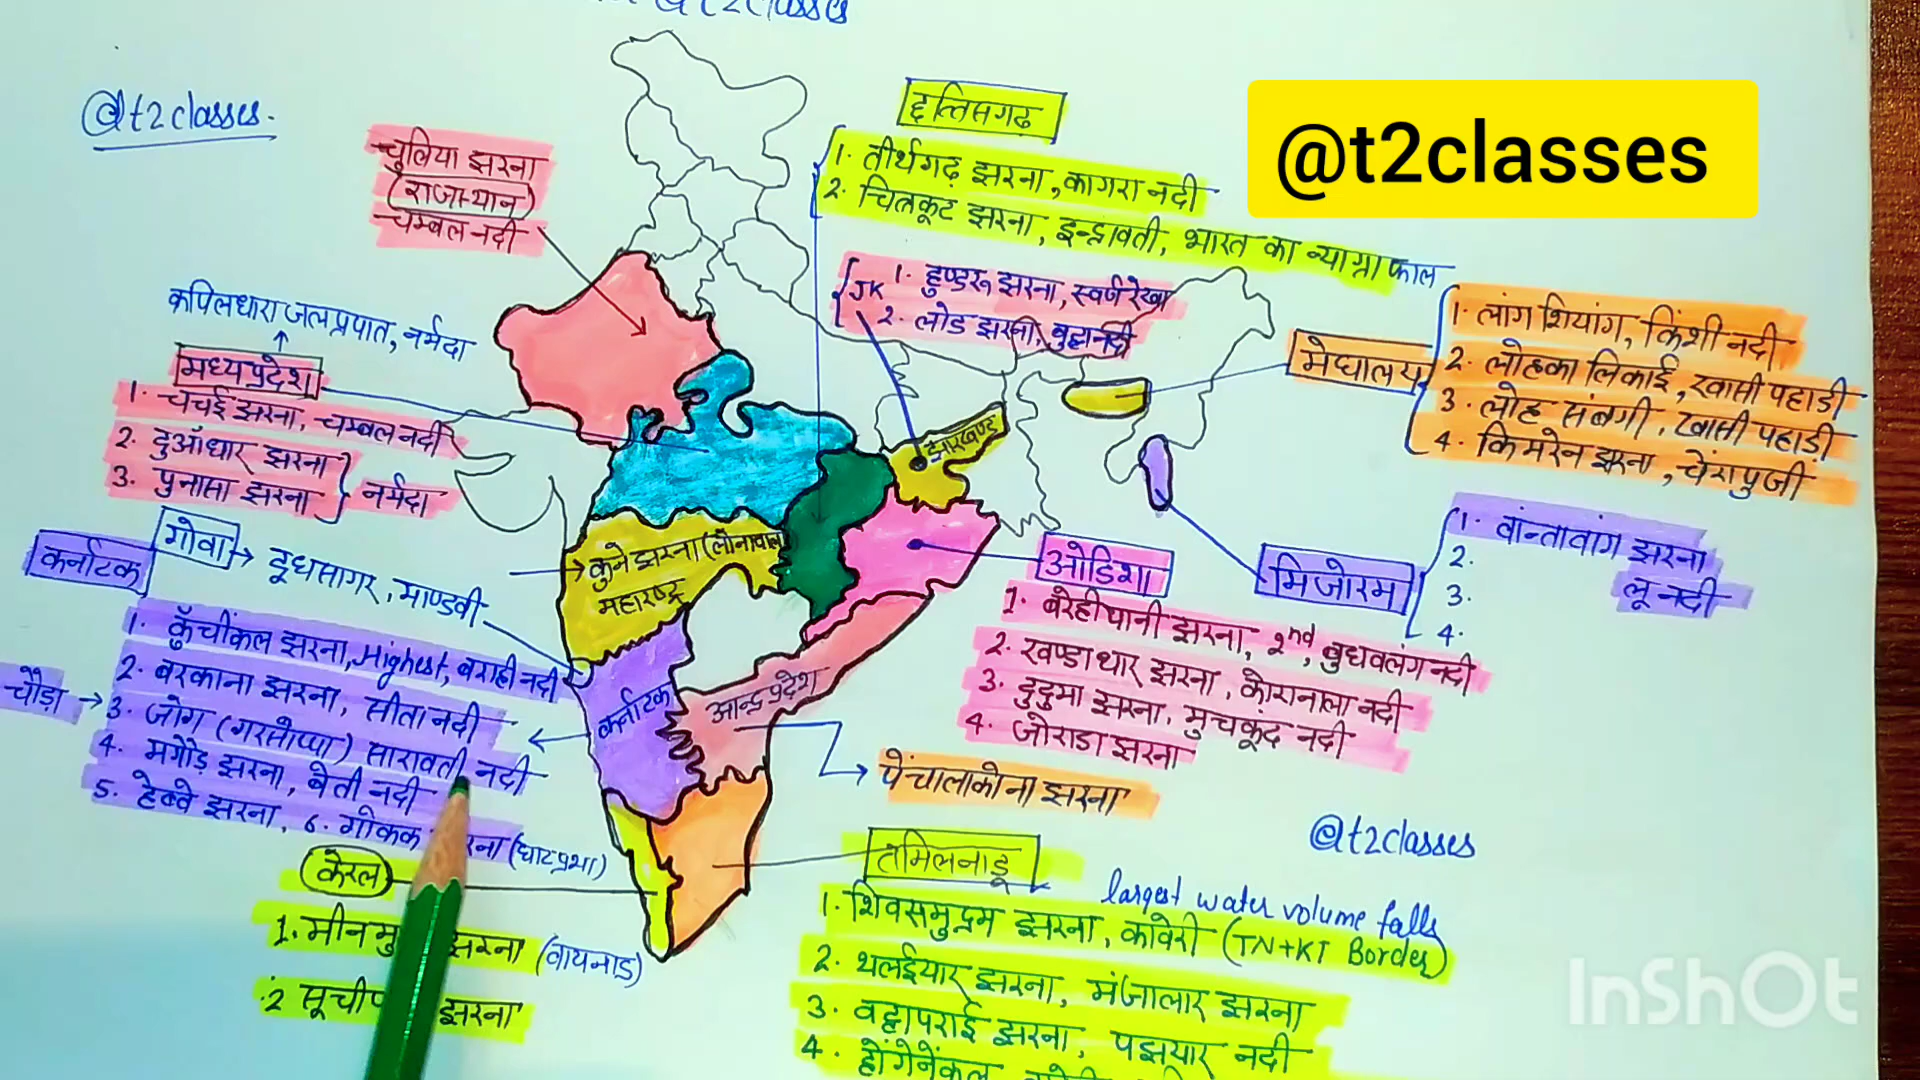 @t2classes
@t2classes.
@t2classes
चुलिया झरना
(राजस्थान)
चम्बल नदी
छत्तिसगढ़
1. तीर्थगढ़ झरना, कागरा नदी
2. चित्रकूट झरना, इन्द्रावती, भारत का न्याग्रा फाल
JK
1. हुण्डरू झरना, स्वर्ण रेखा
2. लोड झरना, बुहा नदी
कपिलधारा जलप्रपात, नर्मदा
मध्यप्रदेश
1. चचई झरना, चम्बल नदी
2. दुआँधार झरना
3. पुनासा झरना
नर्मदा
मेघालय
1. लांग शियांग, किंशी नदी
2. लोहका लिकाई, खासी पहाडी
3. लोह संबगी, खासी पहाड़ी
4. किमरेन झरना, चेरापुजी
झारखण्ड
गोवा → दूधसागर, माण्डवी
कुने झरना (लोनावाल
महाराष्ट्र
ओडिशा
1. बरेहीपानी झरना, 2nd, बुधवलंग नदी
2. खण्डाधार झरना, कोरानाला नदी
3. दुदुमा झरना, मुचकूंद नदी
4. जोराडा झरना
मिजोरम
1. वांन्तावांग झरना
2.
लू नदी
3.
4.
कर्नाटक
1. कुँचीकल झरना, Highest, बराही नदी
2. बरकाना झरना, सीता नदी
चौड़ा → 3. जोग (गरसोप्पा) सारावती नदी
4. मगोड़ झरना, बेती नदी
5. हेब्बे झरना, 6. गोकक रना (घाटप्रभा)
कर्नाटक
आन्ध्र प्रदेश
पेंचालाकोना झरना
@t2classes
केरल
1. मीनमु झरना (वायनाड)
2 सूचीप झरना
तमिलनाडू
largest water volume falls
1. शिवसमुद्रम झरना, कावेरी (TN+KT Border)
2. थलईयार झरना, मंजालार झरना
3. वट्टापराई झरना, पझयार नदी
4. होगेनेंकल
InShOt